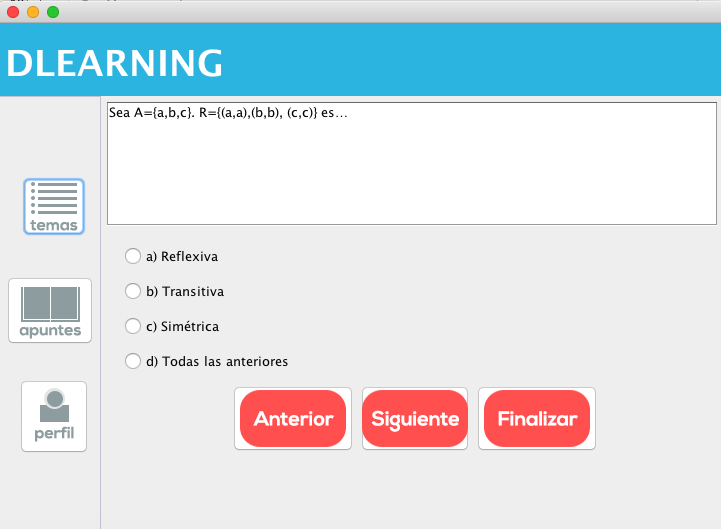 DLEARNING
Sea A={a,b,c}. R={(a,a),(b,b), (c,c)} es...
temas
apuntes
perfil
a) Reflexiva
b) Transitiva
c) Simétrica
d) Todas las anteriores
Anterior
Siguiente
Finalizar